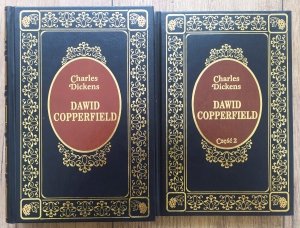 Charles
Dickens
DAWID
COPPERFIELD
Charles
Dickens
DAWID
COPPERFIELD
Część 2